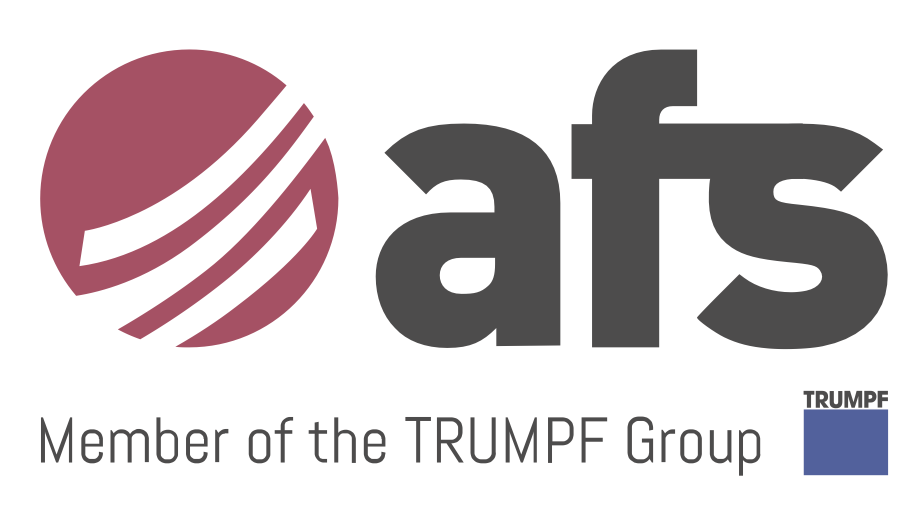 afs
Member of the TRUMPF Group
TRUMPF